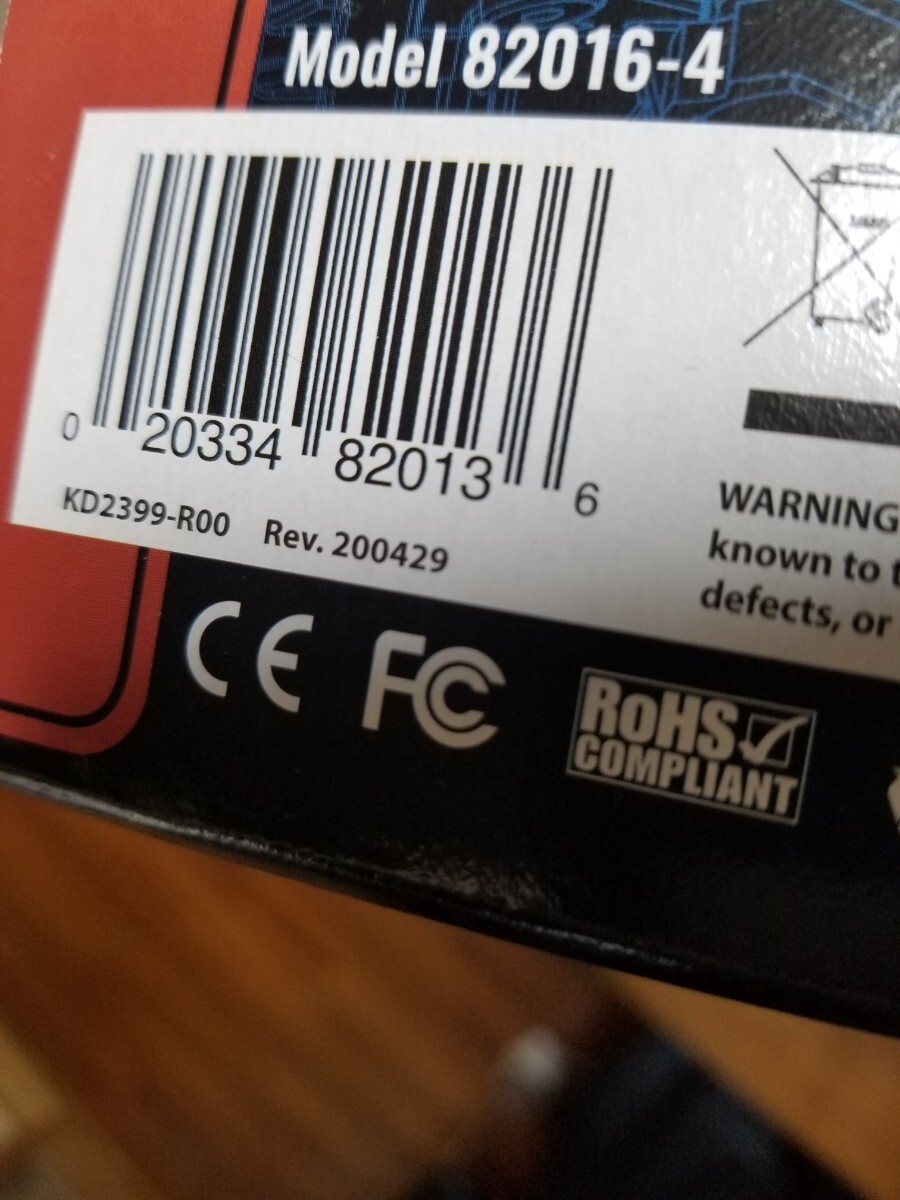 Model 82016-4
0 20334 82013 6
KD2399-R00 Rev. 200429
WARNING
known to t
defects, or
CE FC
RoHS
COMPLIANT